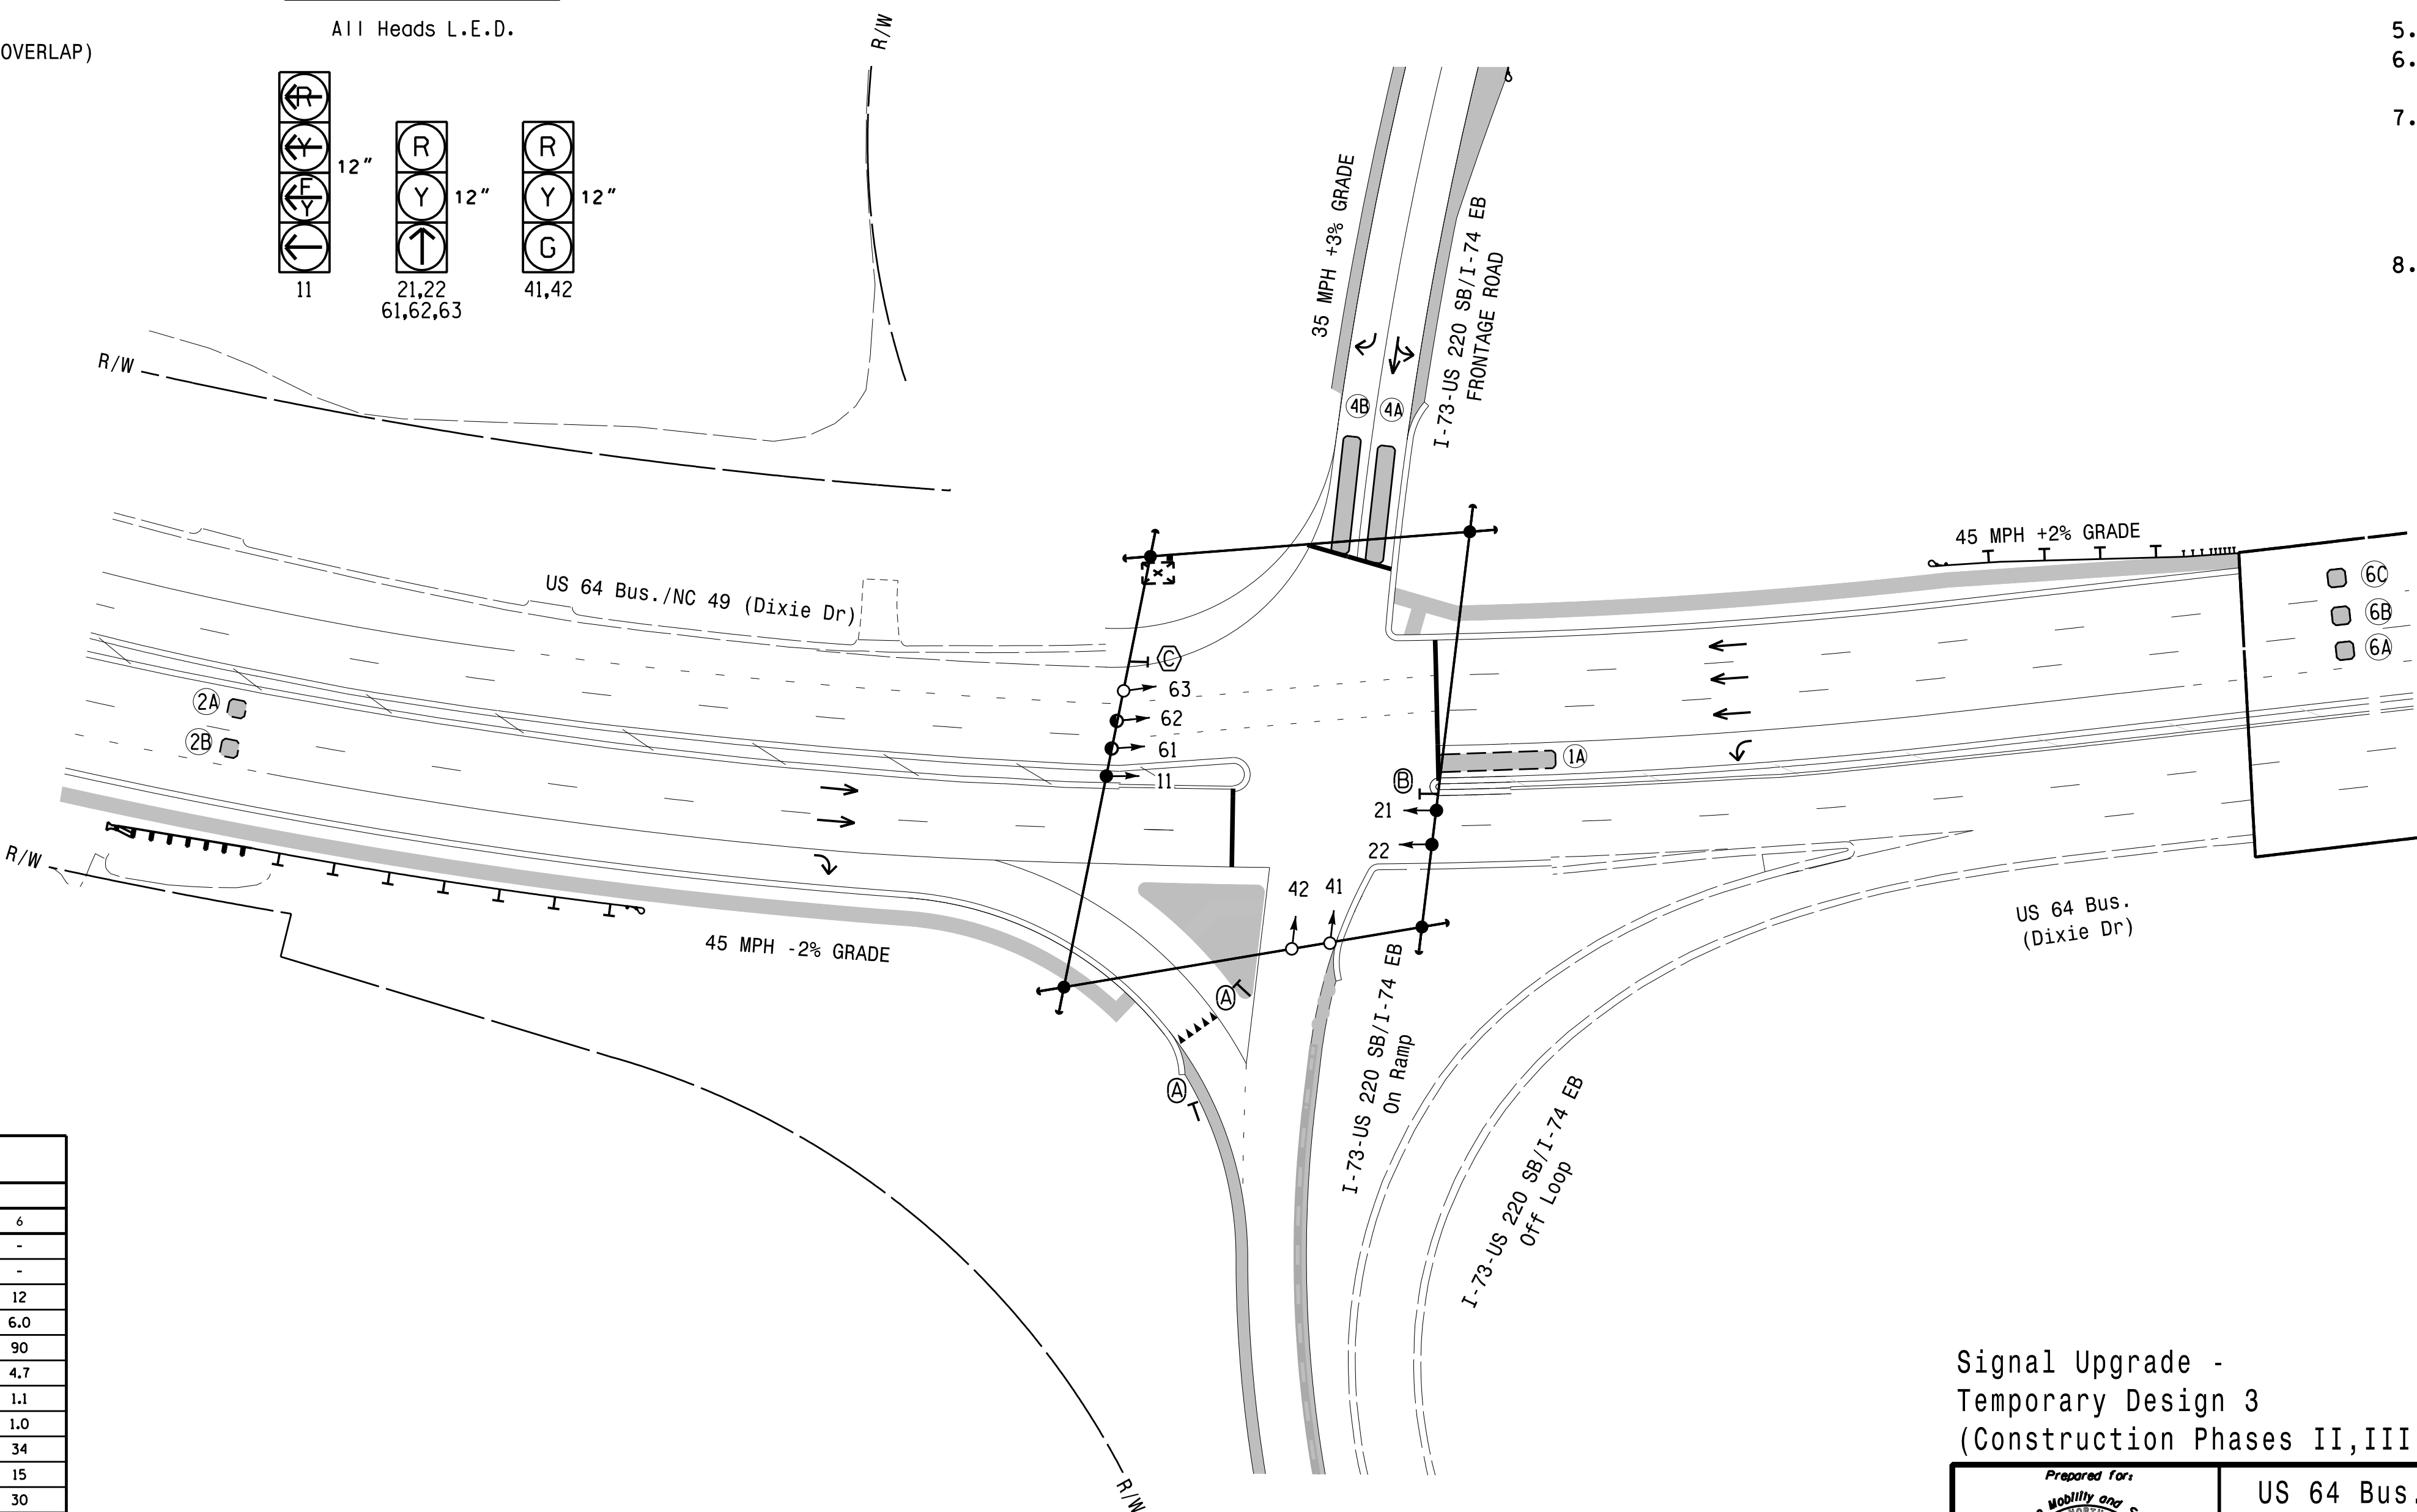 All Heads L.E.D.
OVERLAP)
R
Y
F
Y
12"
11
R
Y
12"
21,22
61,62,63
R
Y
G
12"
41,42
R/W
R/W
5.
6.
7.
8.
35 MPH +3% GRADE
I-73-US 220 SB/I-74 EB
FRONTAGE ROAD
4B
4A
US 64 Bus./NC 49 (Dixie Dr)
45 MPH +2% GRADE
6C
6B
6A
C
63
62
61
11
2A
2B
1A
B
21
22
42
41
A
A
R/W
45 MPH -2% GRADE
US 64 Bus.
(Dixie Dr)
I-73-US 220 SB/I-74 EB
On Ramp
I-73-US 220 SB/I-74 EB
Off Loop
6
-
-
12
6.0
90
4.7
1.1
1.0
34
15
30
R/W
Signal Upgrade -
Temporary Design 3
(Construction Phases II,III
Prepared for:
Mobility and
US 64 Bus.